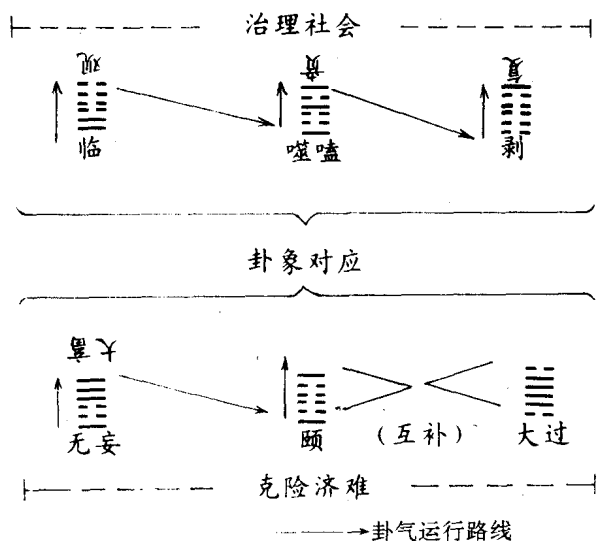 治理社会
观 贲 复
临 噬嗑 剥
卦象对应
大畜
无妄 颐 (互补) 大过
克险济难
卦气运行路线